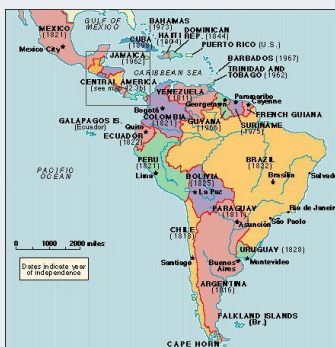 MEXICO
(1821)
Mexico City
GULF OF
MEXICO
BAHAMAS
(1973)
CUBA
HAITI
(1804)
DOMINICAN
REP. (1844)
PUERTO RICO (U.S.)
JAMAICA
(1962)
BARBADOS (1967)
CARIBBEAN SEA
TRINIDAD AND
TOBAGO (1962)
CENTRAL AMERICA
(see map
VENEZUELA
(1811)
Georgetown
Paramaribo
Cayenne
FRENCH GUIANA
GUYANA
(1966)
SURINAME
(1975)
Bogotá
COLOMBIA
(1821)
GALAPAGOS IS.
(Ecuador)
Quito
ECUADOR
(1822)
PERU
(1821)
Lima
BRAZIL
(1822)
Brasília
Salvador
BOLIVIA
(1825)
La Paz
PACIFIC
OCEAN
PARAGUAY
(1811)
Asunción
Rio de Janeiro
São Paulo
0 1000 2000 miles
CHILE
(1818)
URUGUAY (1828)
Dates indicate year
of independence
Santiago
Buenos
Aires
Montevideo
ARGENTINA
(1816)
FALKLAND ISLANDS
(Br.)
CAPE HORN